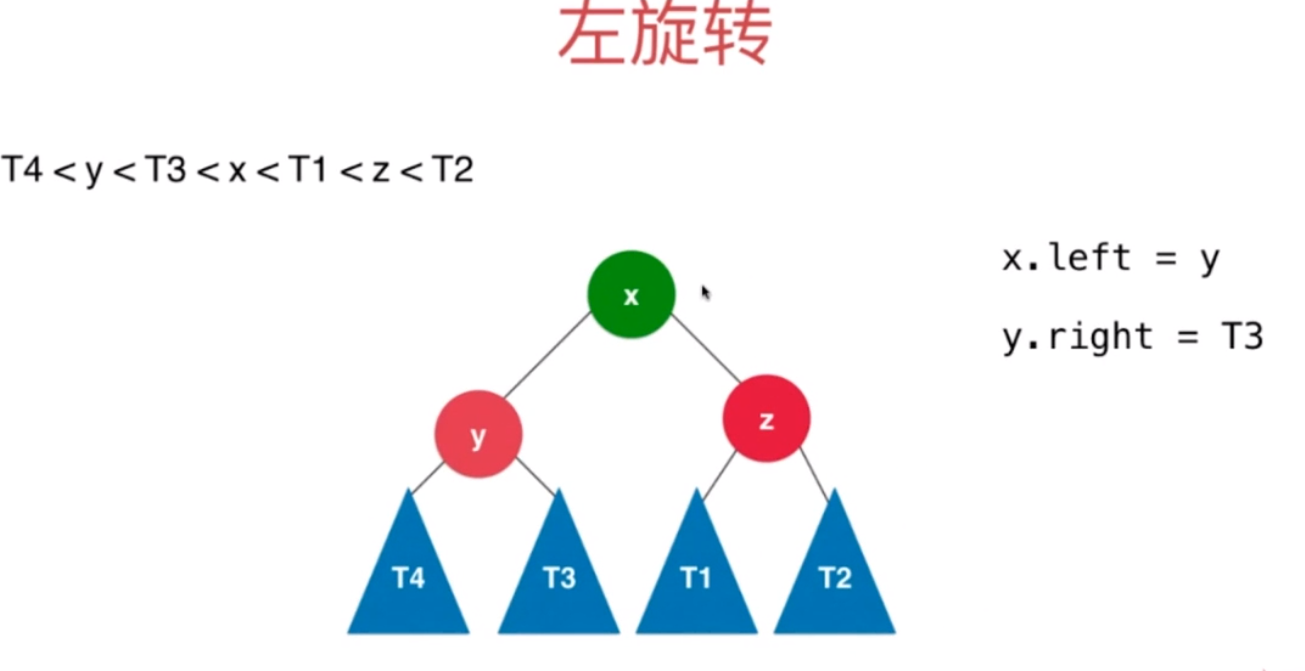 左旋转
T4 < y < T3 < x < T1 < z < T2
x.left = y
y.right = T3
x
y
z
T4
T3
T1
T2